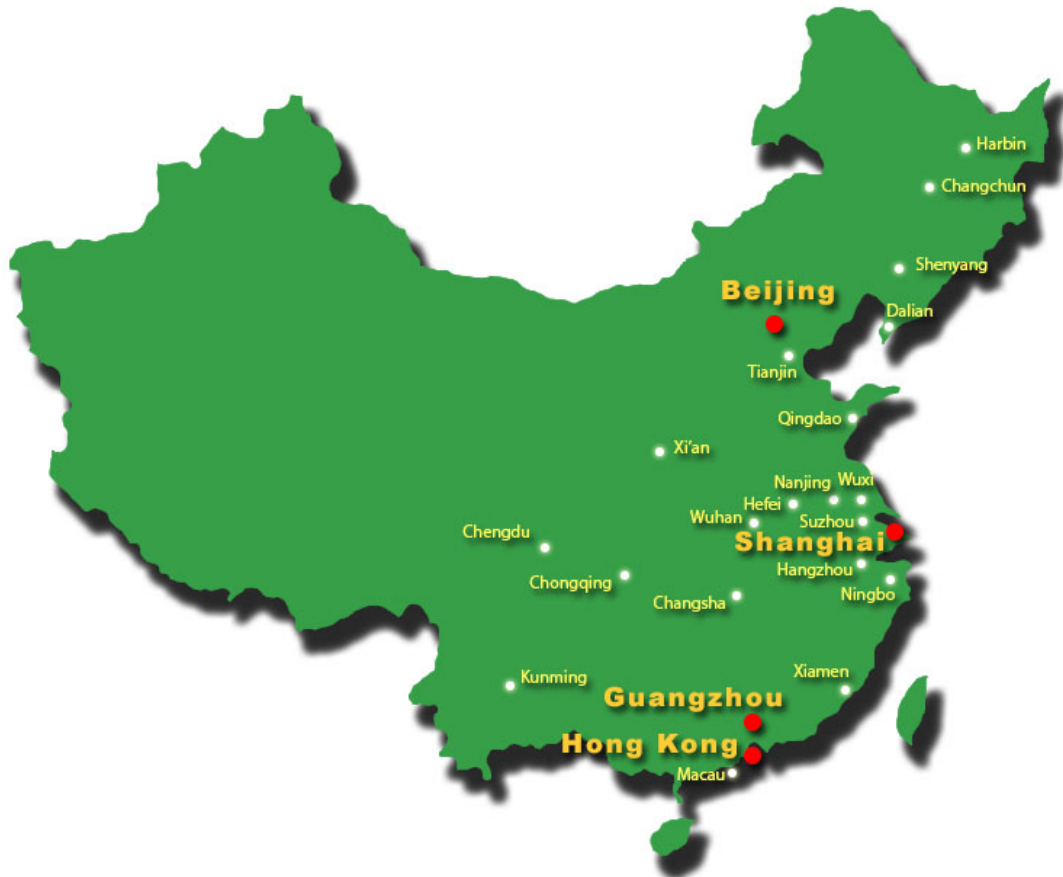 Harbin
Changchun
Shenyang
Beijing
Dalian
Tianjin
Qingdao
Xi'an
Nanjing
Wuxi
Hefei
Wuhan
Suzhou
Chengdu
Shanghai
Hangzhou
Chongqing
Ningbo
Changsha
Xiamen
Kunming
Guangzhou
Hong Kong
Macau